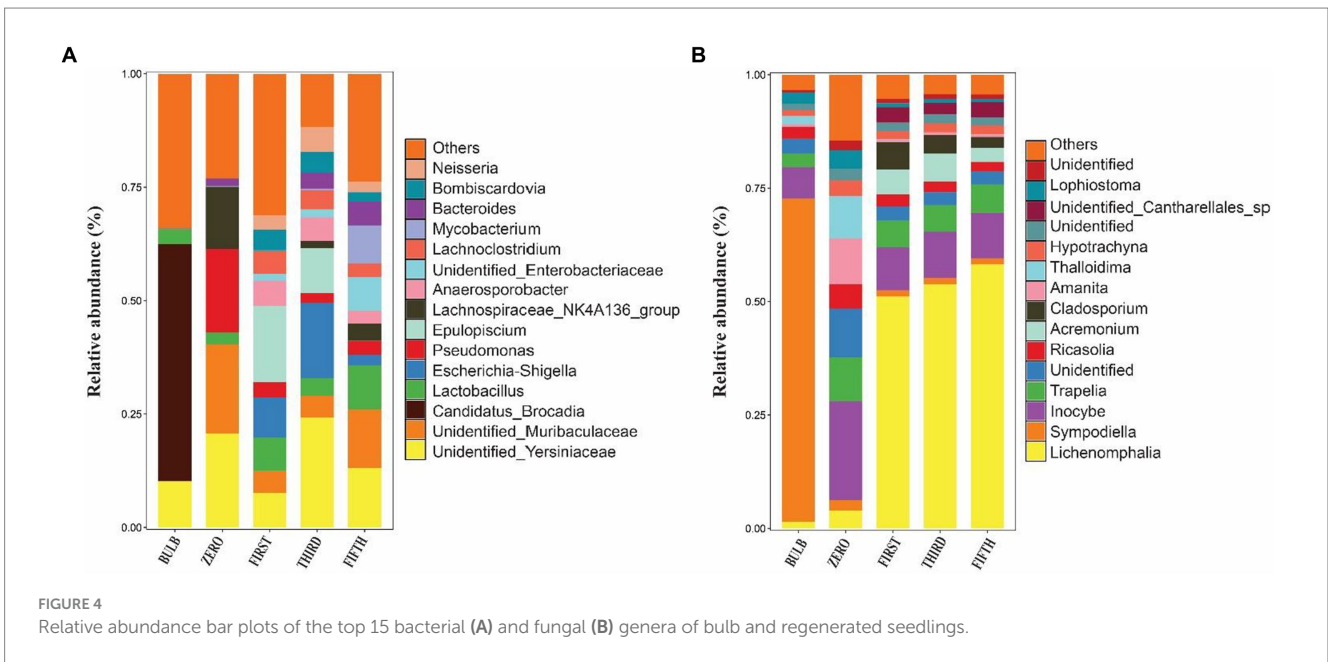 A
Relative abundance (%)
1.00
0.75
0.50
0.25
0.00
BULB
ZERO
FIRST
THIRD
FIFTH
Others
Neisseria
Bombiscardovia
Bacteroides
Mycobacterium
Lachnoclostridium
Unidentified_Enterobacteriaceae
Anaerosporobacter
Lachnospiraceae_NK4A136_group
Epulopiscium
Pseudomonas
Escherichia-Shigella
Lactobacillus
Candidatus_Brocadia
Unidentified_Muribaculaceae
Unidentified_Yersiniaceae
B
Relative abundance (%)
1.00
0.75
0.50
0.25
0.00
BULB
ZERO
FIRST
THIRD
FIFTH
Others
Unidentified
Lophiostoma
Unidentified_Cantharellales_sp
Unidentified
Hypotrachyna
Thalloidima
Amanita
Cladosporium
Acremonium
Ricasolia
Unidentified
Trapelia
Inocybe
Sympodiella
Lichenomphalia
FIGURE 4
Relative abundance bar plots of the top 15 bacterial (A) and fungal (B) genera of bulb and regenerated seedlings.